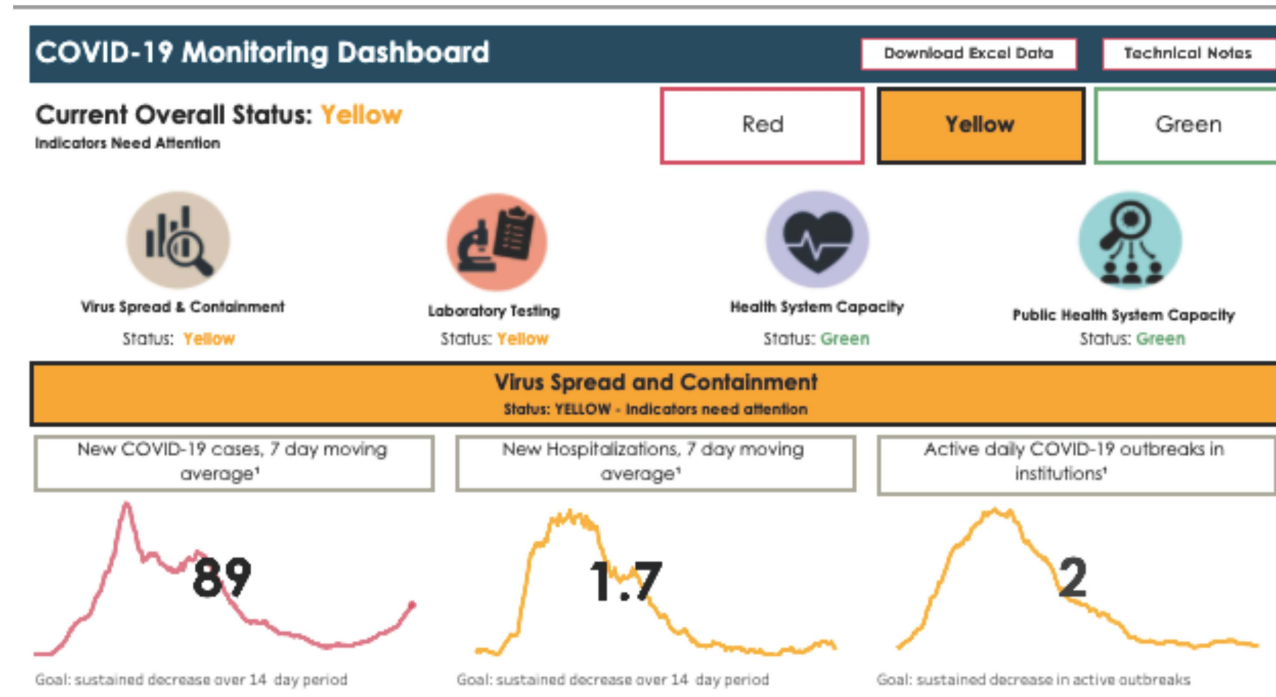 COVID-19 Monitoring Dashboard
Download Excel Data
Technical Notes
Current Overall Status: Yellow
Indicators Need Attention
Red
Yellow
Green
Virus Spread & Containment
Status: Yellow
Laboratory Testing
Status: Yellow
Health System Capacity
Status: Green
Public Health System Capacity
Status: Green
Virus Spread and Containment
Status: YELLOW - Indicators need attention
New COVID-19 cases, 7 day moving
average¹
New Hospitalizations, 7 day moving
average¹
Active daily COVID-19 outbreaks in
institutions¹
89
1.7
2
Goal: sustained decrease over 14 day period
Goal: sustained decrease over 14 day period
Goal: sustained decrease in active outbreaks